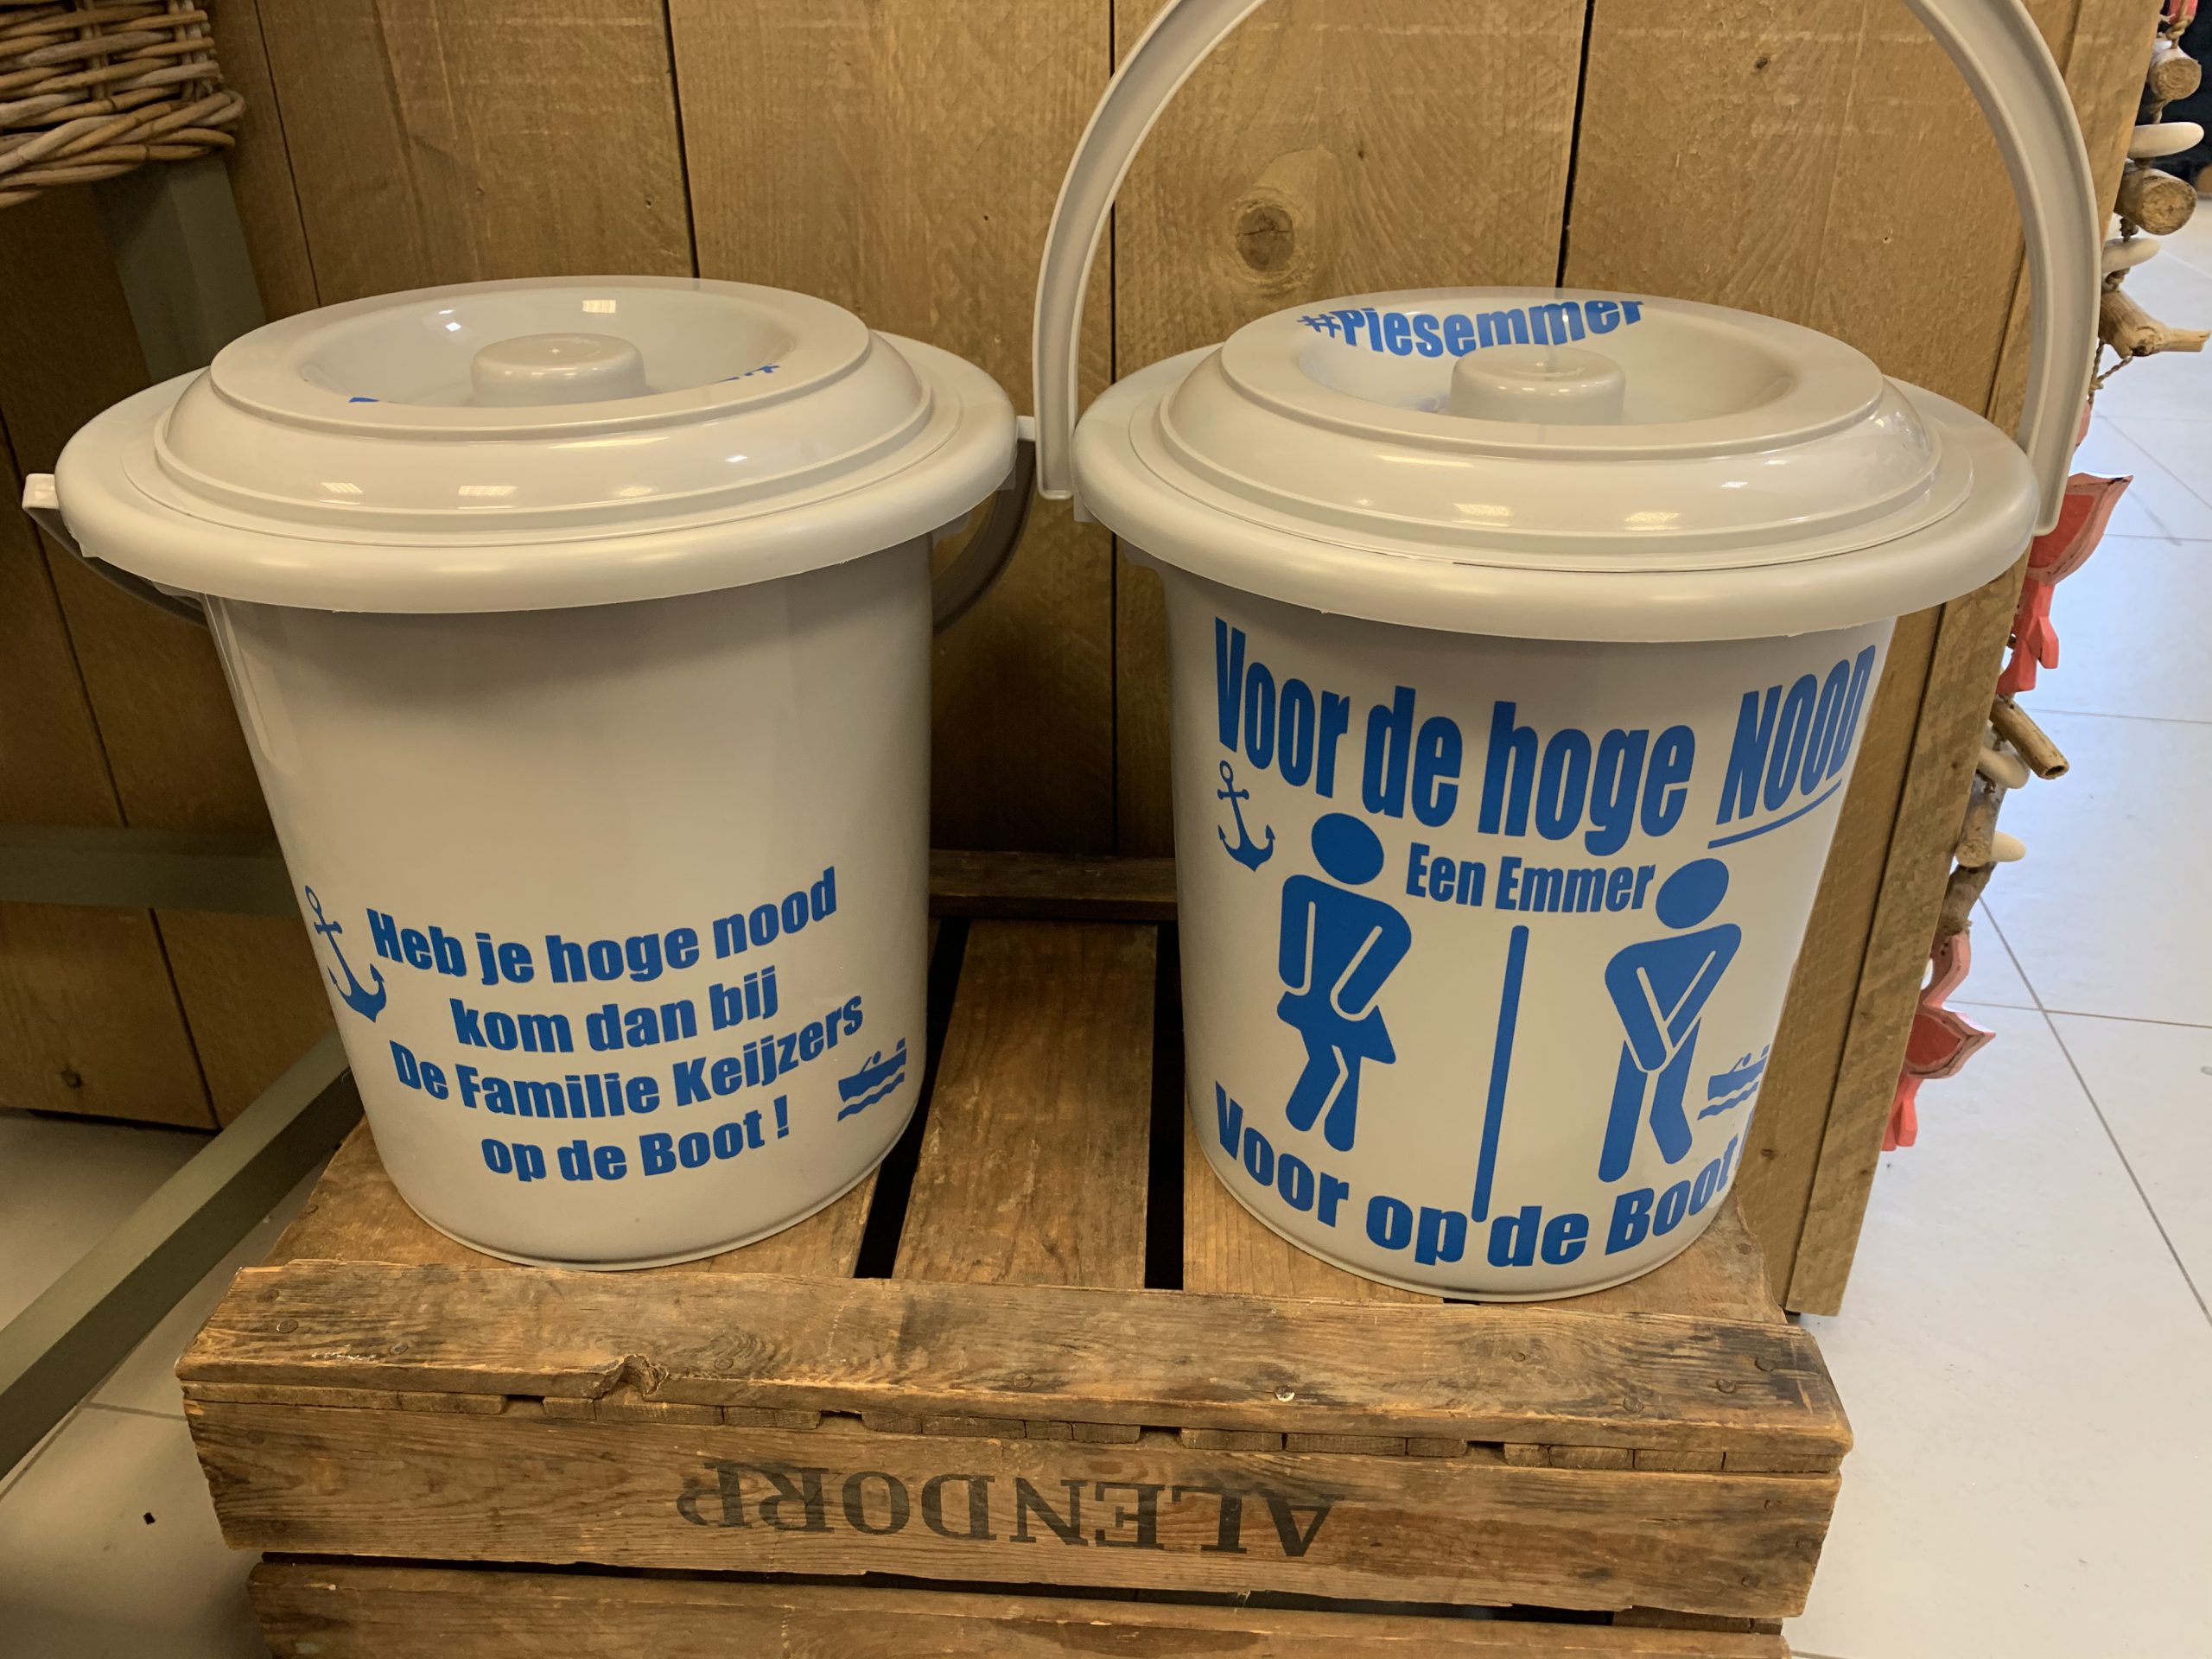 Heb je hoge nood
kom dan bij
De Familie Keijzers
op de Boot !
#Piesemmer
Voor de hoge NOOD
Een Emmer
Voor op de Boot
ALENDORP